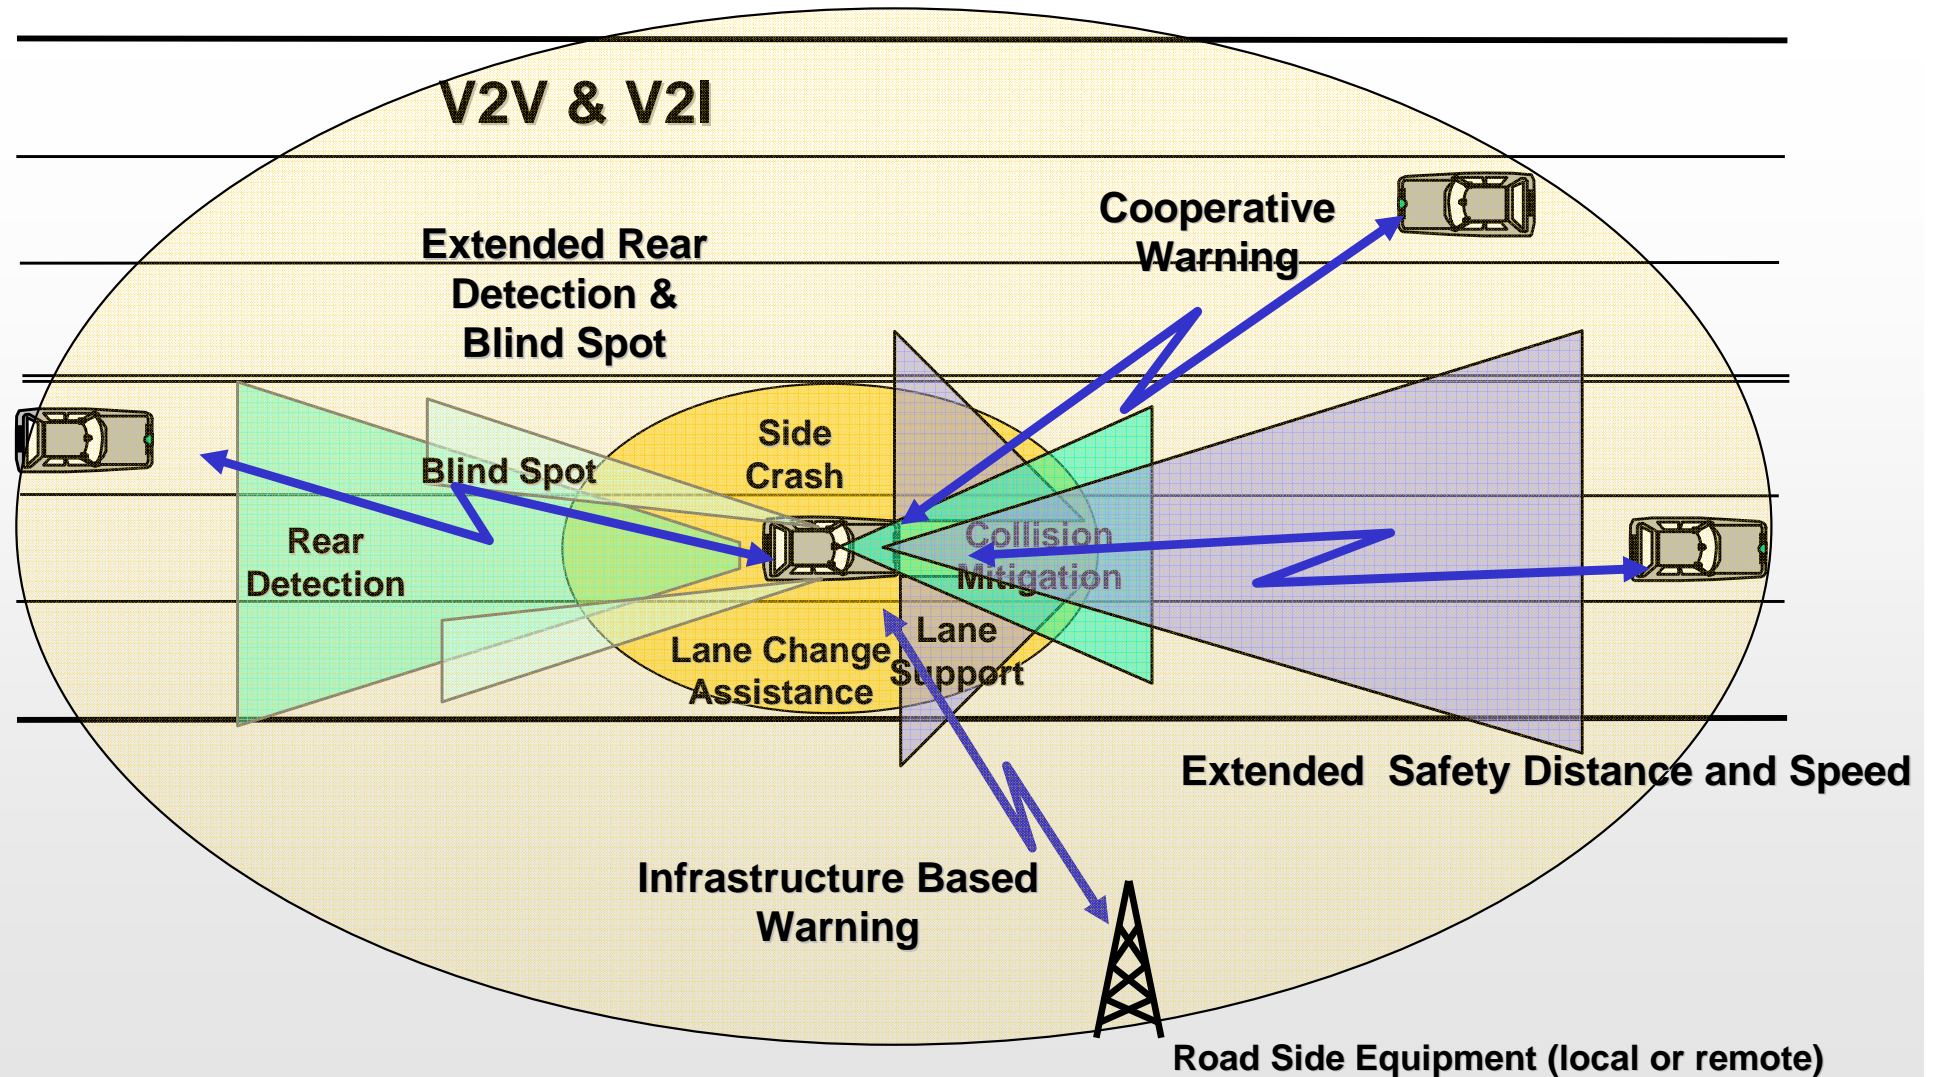 V2V & V2I
Cooperative
Warning
Extended Rear
Detection &
Blind Spot
Side
Crash
Blind Spot
Rear
Detection
Collision
Mitigation
Lane
Support
Lane Change
Assistance
Extended  Safety Distance and Speed
Infrastructure Based
Warning
Road Side Equipment (local or remote)